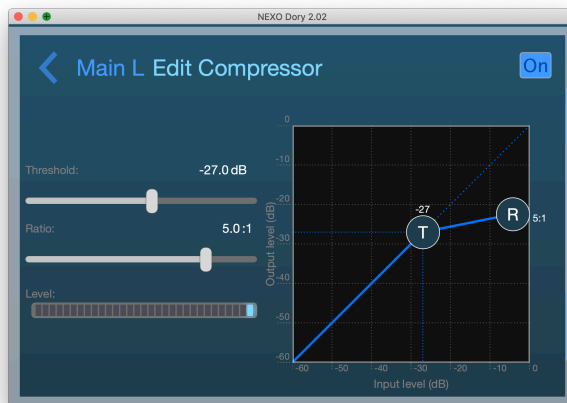 NEXO Dory 2.02
Main L Edit Compressor
On
Threshold: -27.0 dB
Ratio: 5.0:1
Level:
Output level (dB)
0
-10
-20
-30
-40
-50
-60
-27
T
R
5:1
-60 -50 -40 -30 -20 -10 0
Input level (dB)